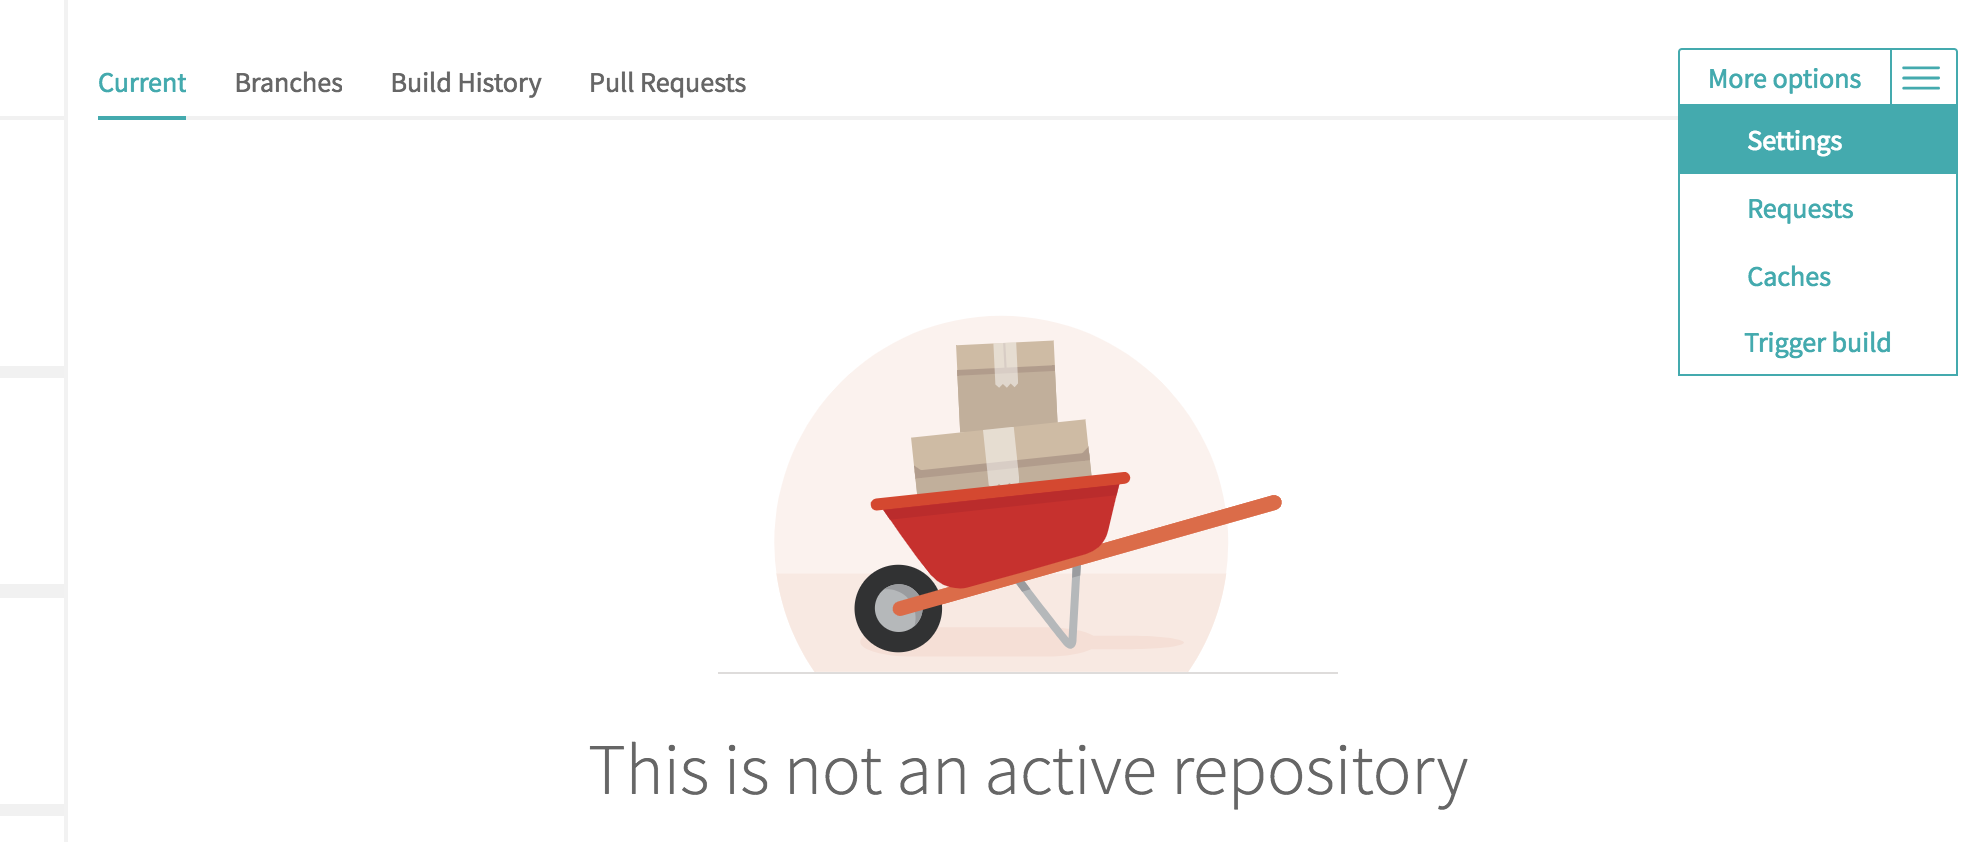 Current Branches Build History Pull Requests More options
Settings
Requests
Caches
Trigger build
This is not an active repository